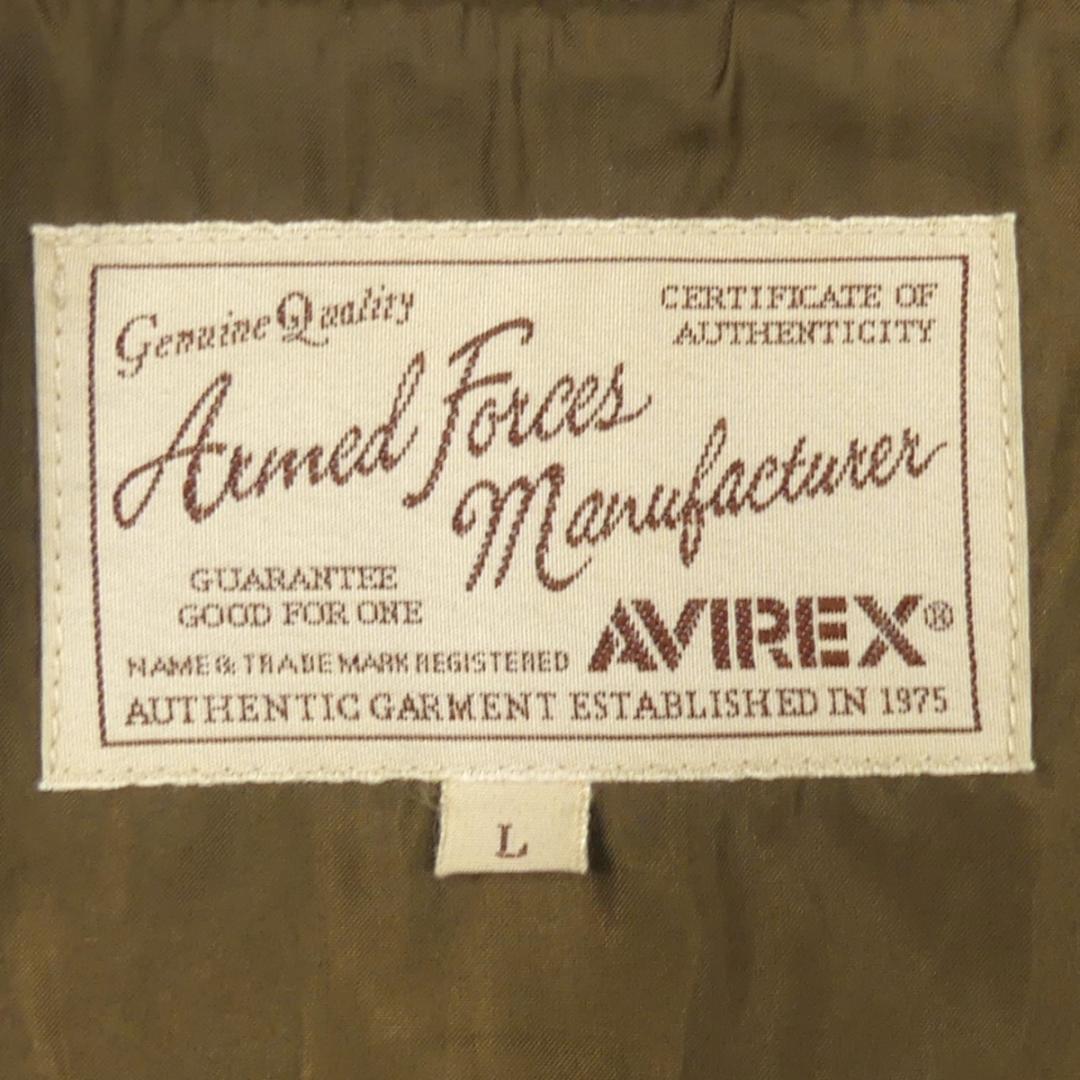 Genuine Quality
CERTIFICATE OF
AUTHENTICITY
Armed Forces
Manufacturer
GUARANTEE
GOOD FOR ONE
NAME & TRADE MARK REGISTERED
AVIREX®
AUTHENTIC GARMENT ESTABLISHED IN 1975
L